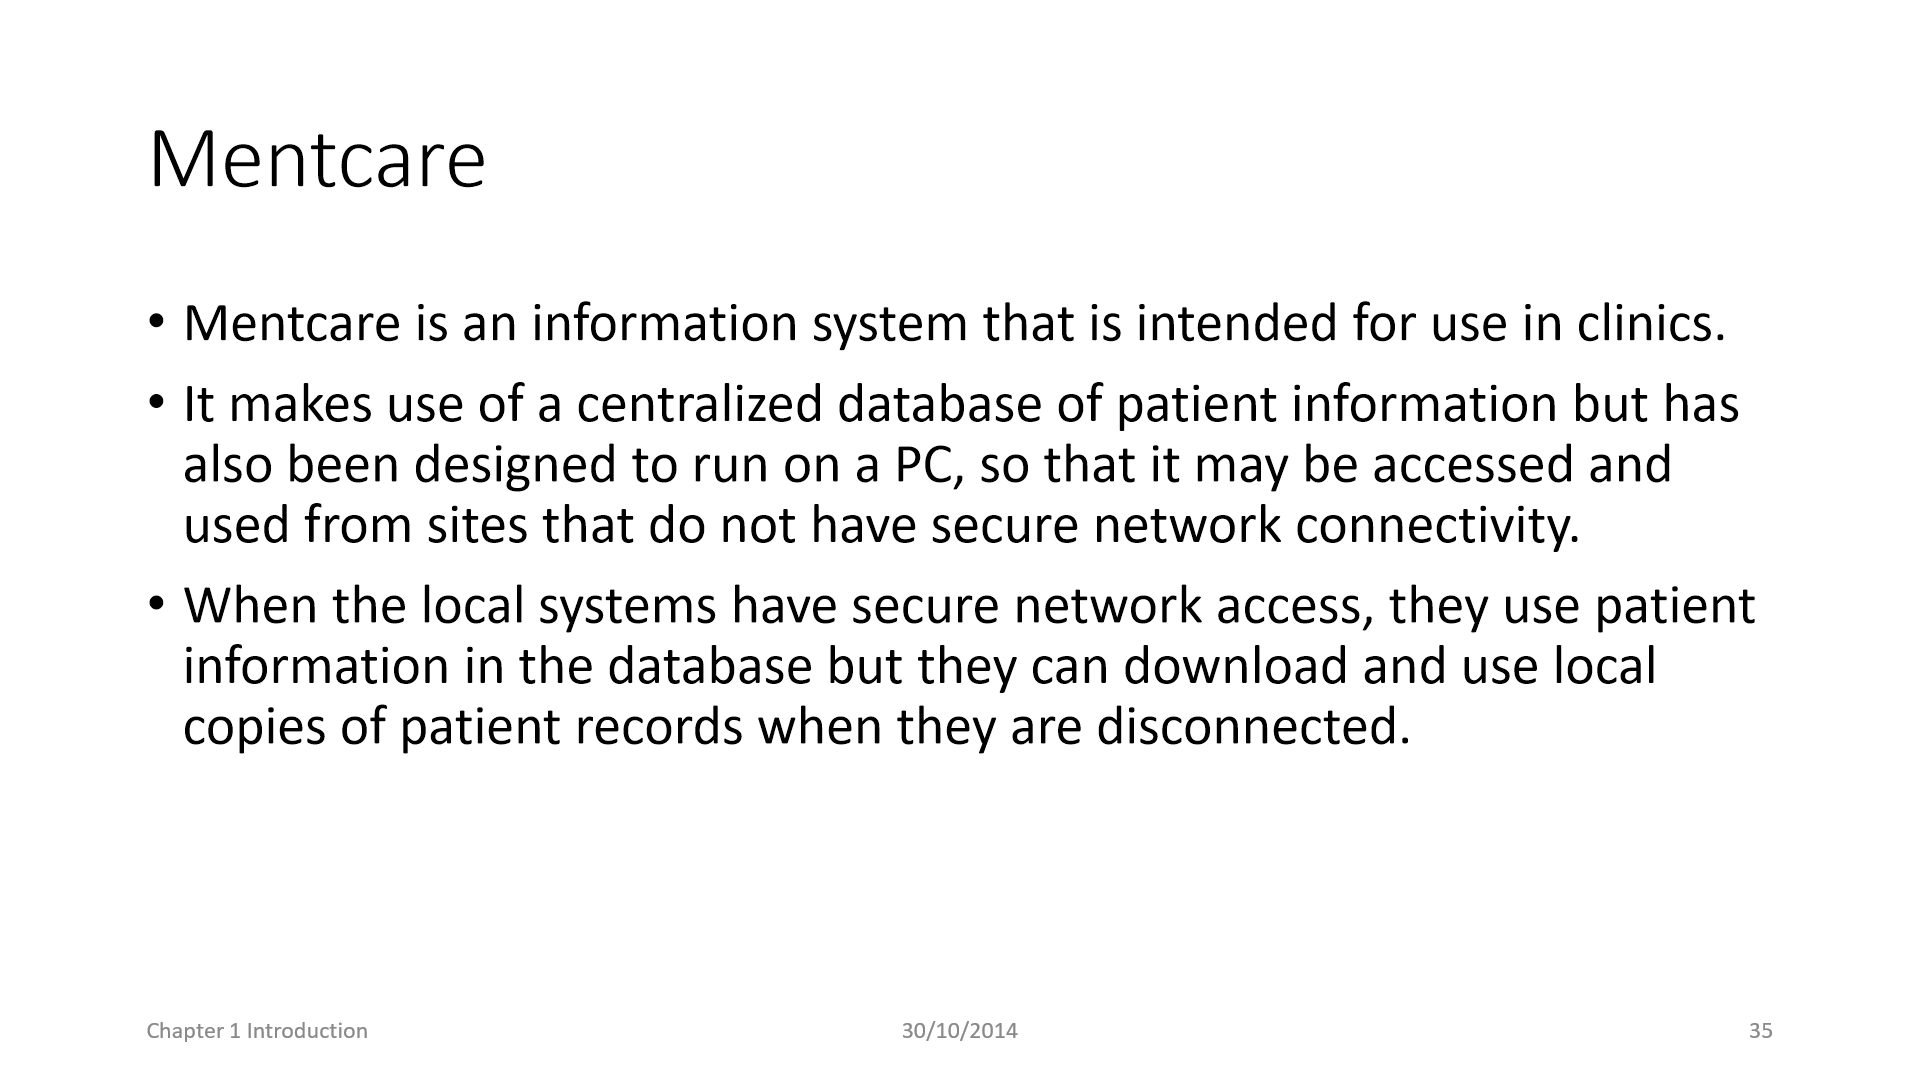 Mentcare
• Mentcare is an information system that is intended for use in clinics.
• It makes use of a centralized database of patient information but has
also been designed to run on a PC, so that it may be accessed and
used from sites that do not have secure network connectivity.
• When the local systems have secure network access, they use patient
information in the database but they can download and use local
copies of patient records when they are disconnected.
Chapter 1 Introduction 30/10/2014 35